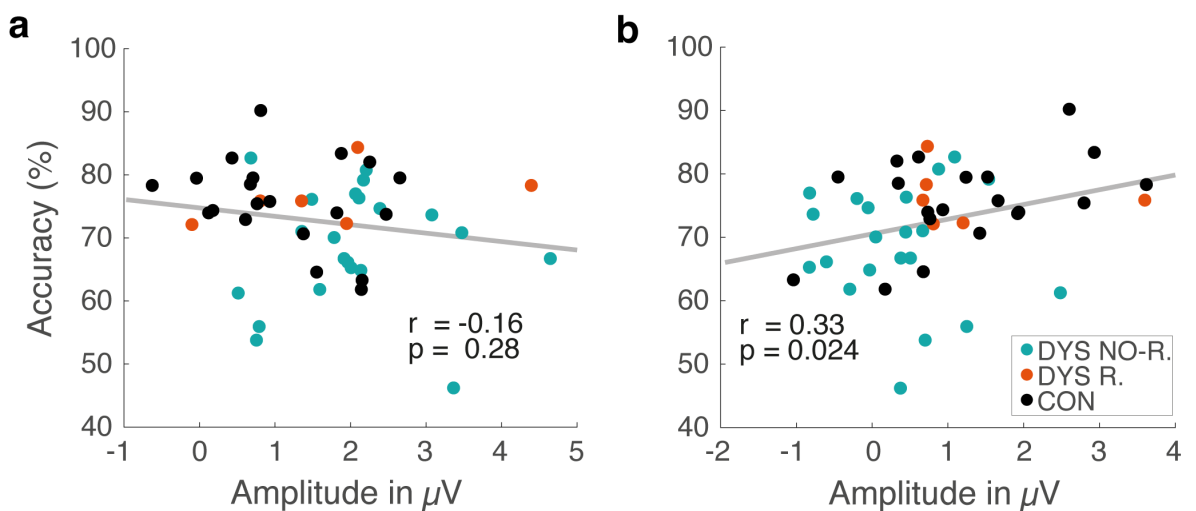 a
100
90
80
70
60
50
40
Accuracy (%)
-1
0
1
2
3
4
5
Amplitude in µV
r = -0.16
p = 0.28
b
100
90
80
70
60
50
40
-2
-1
0
1
2
3
4
Amplitude in µV
r = 0.33
p = 0.024
DYS NO-R.
DYS R.
CON